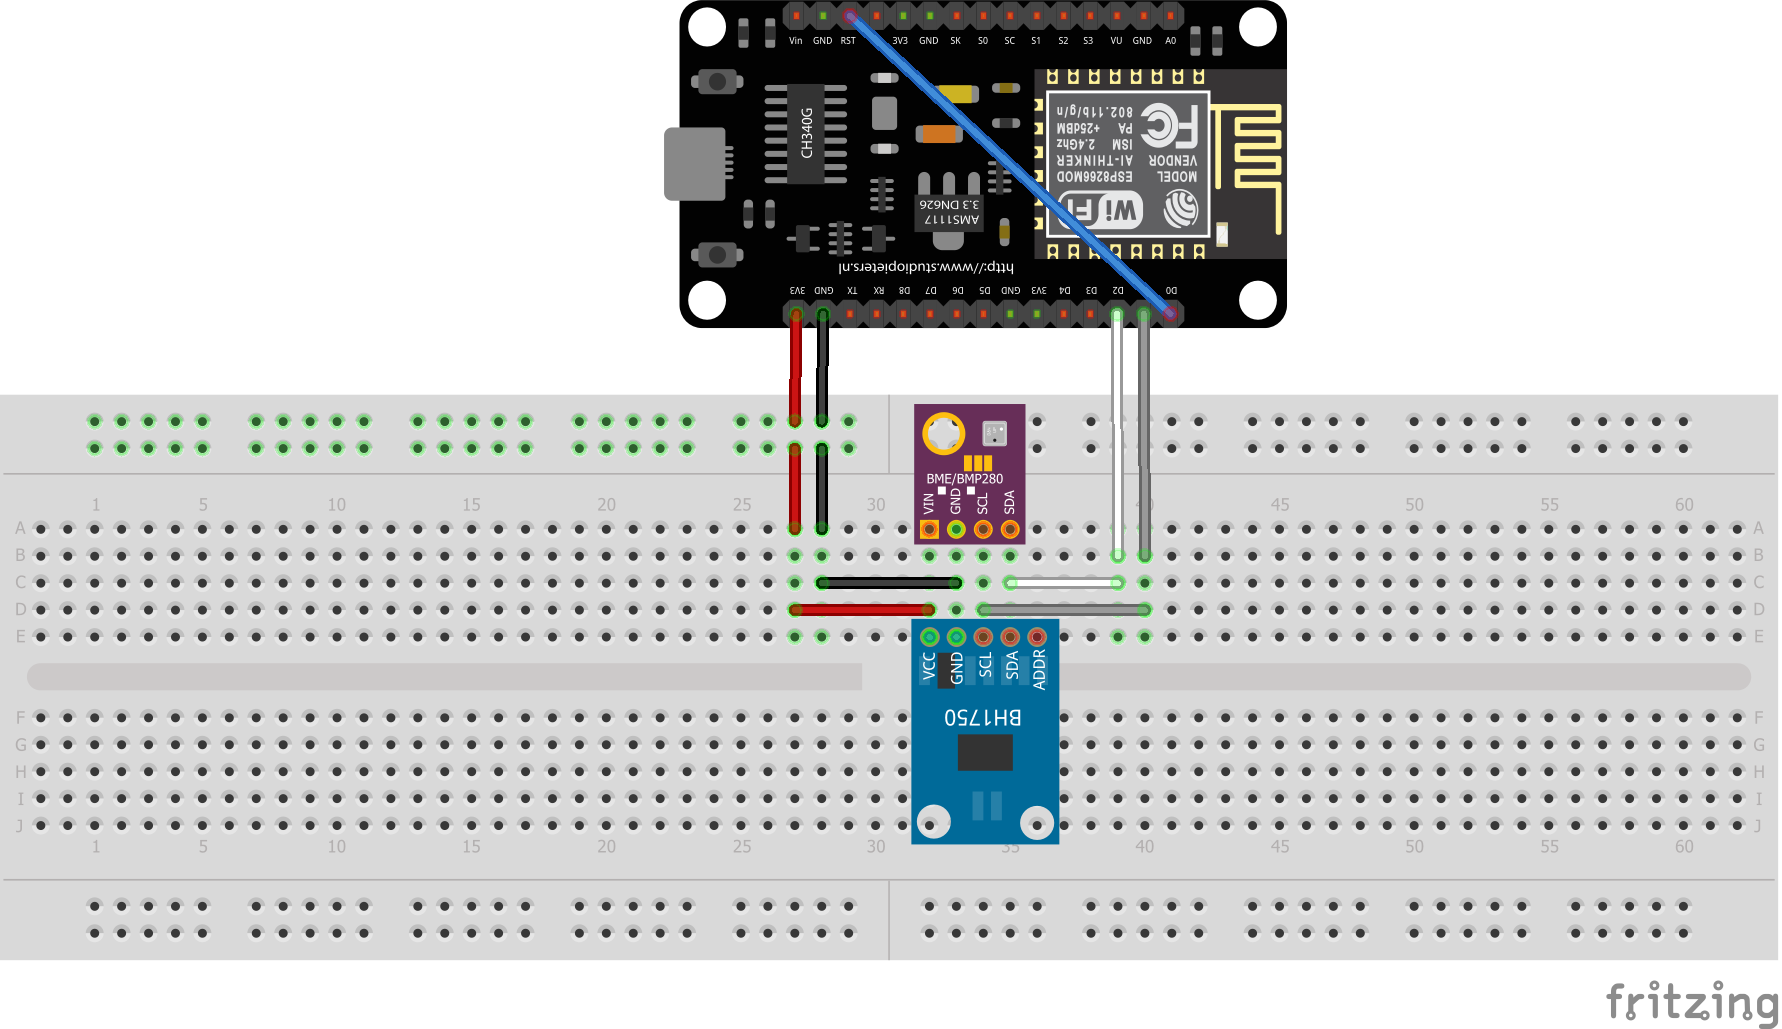 Vin GND RST 3V3 GND SK S0 SC S1 S2 S3 VU GND A0
CH340G
AMS1117
3.3 DN626
MODEL ESP8266MOD
VENDOR AI-THINKER
ISM 2.4Ghz
PA +25dBM
802.11b/g/n
FC
Wi Fi
http://www.studiopieters.nl
3V3 GND TX RX D8 D7 D6 D5 GND 3V3 D4 D3 D2 D0
BME/BMP280
VIN GND SCL SDA
1 5 10 15 20 25 30 40 45 50 55 60
A A
B B
C C
D D
E E
VCC GND SCL SDA ADDR
BH1750
F F
G G
H H
I I
J J
1 5 10 15 20 25 30 35 40 45 50 55 60
fritzing